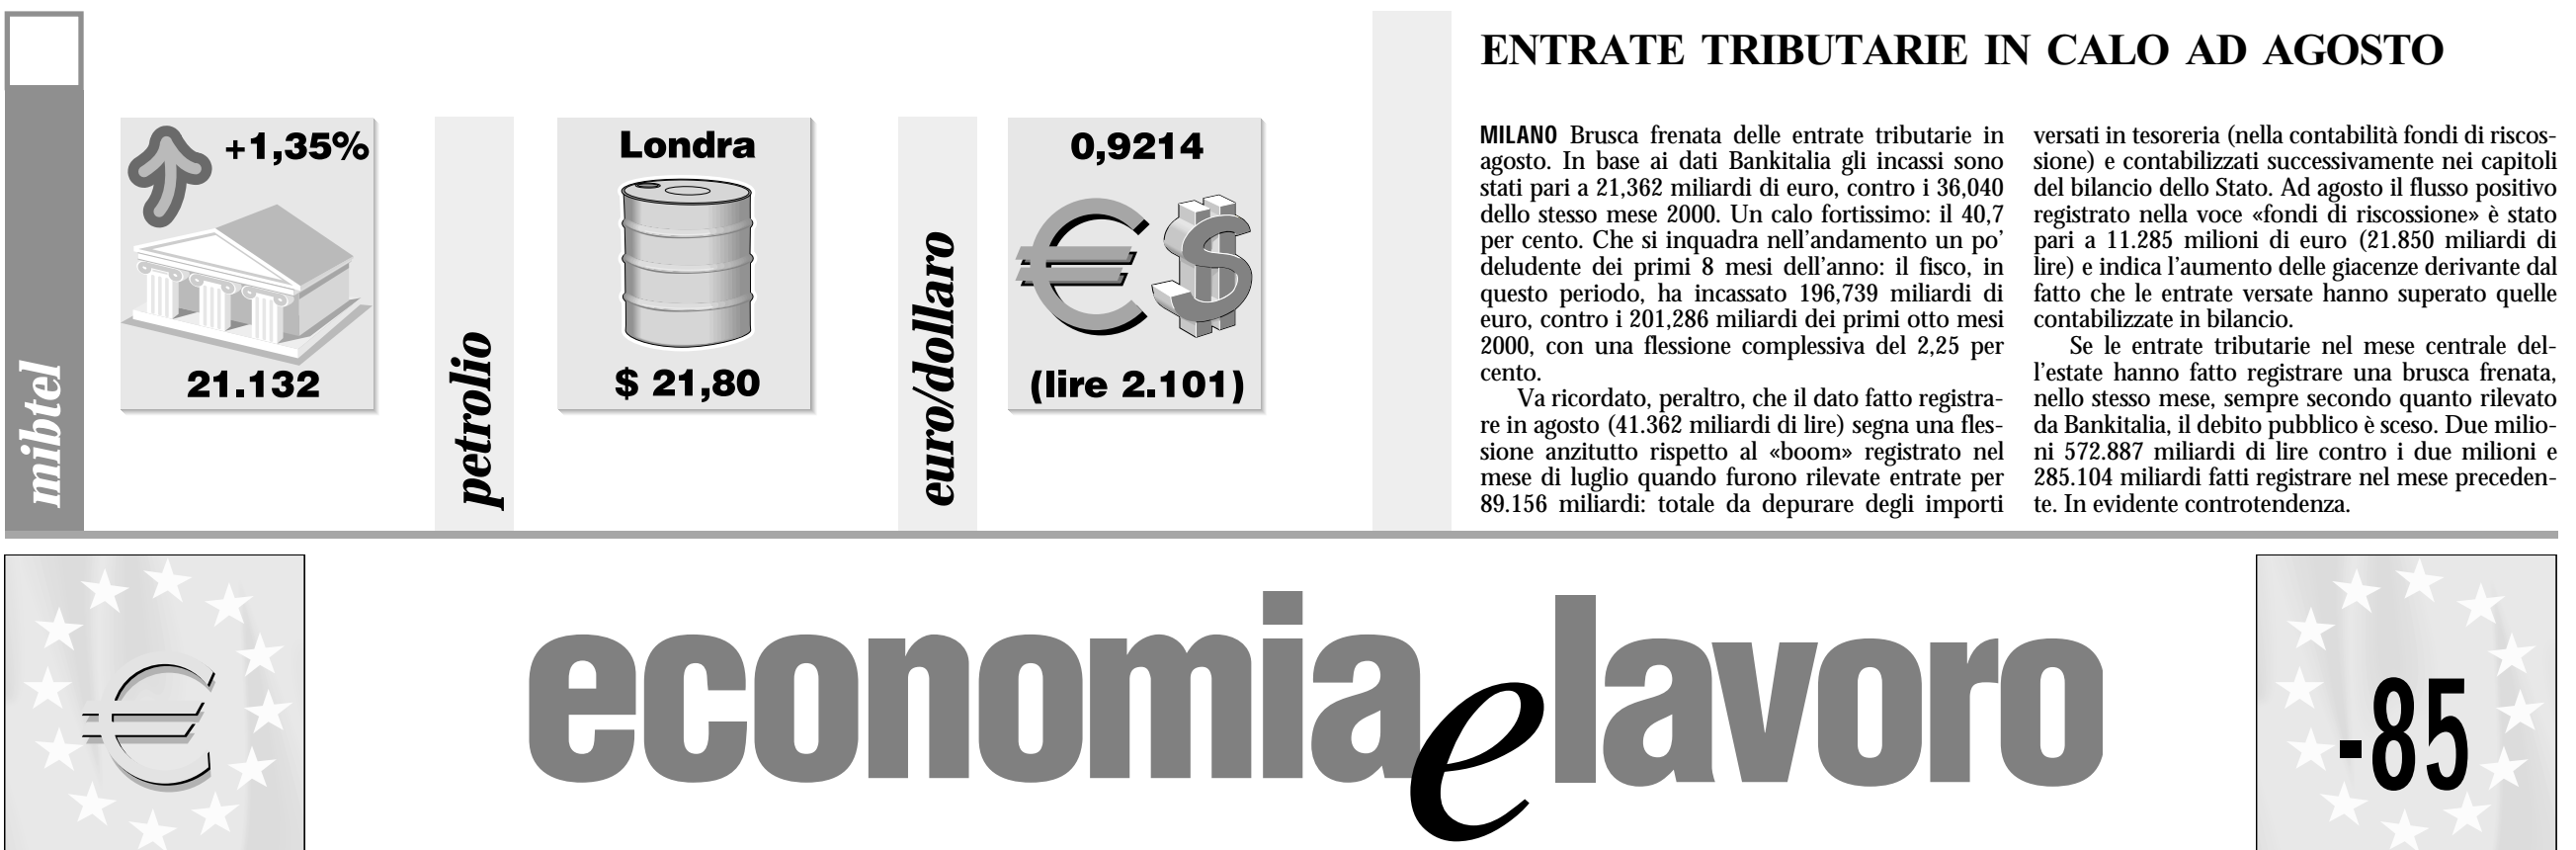 mibtel
+1,35%
21.132
petrolio
Londra
$ 21,80
euro/dollaro
0,9214
€ $
(lire 2.101)
ENTRATE TRIBUTARIE IN CALO AD AGOSTO
MILANO Brusca frenata delle entrate tributarie in
agosto. In base ai dati Bankitalia gli incassi sono
stati pari a 21,362 miliardi di euro, contro i 36,040
dello stesso mese 2000. Un calo fortissimo: il 40,7
per cento. Che si inquadra nell'andamento un po'
deludente dei primi 8 mesi dell'anno: il fisco, in
questo periodo, ha incassato 196,739 miliardi di
euro, contro i 201,286 miliardi dei primi otto mesi
2000, con una flessione complessiva del 2,25 per
cento.
Va ricordato, peraltro, che il dato fatto registra-
re in agosto (41.362 miliardi di lire) segna una fles-
sione anzitutto rispetto al «boom» registrato nel
mese di luglio quando furono rilevate entrate per
89.156 miliardi: totale da depurare degli importi
versati in tesoreria (nella contabilità fondi di riscos-
sione) e contabilizzati successivamente nei capitoli
del bilancio dello Stato. Ad agosto il flusso positivo
registrato nella voce «fondi di riscossione» è stato
pari a 11.285 milioni di euro (21.850 miliardi di
lire) e indica l'aumento delle giacenze derivante dal
fatto che le entrate versate hanno superato quelle
contabilizzate in bilancio.
Se le entrate tributarie nel mese centrale del-
l'estate hanno fatto registrare una brusca frenata,
nello stesso mese, sempre secondo quanto rilevato
da Bankitalia, il debito pubblico è sceso. Due milio-
ni 572.887 miliardi di lire contro i due milioni e
285.104 miliardi fatti registrare nel mese preceden-
te. In evidente controtendenza.
€
economia e lavoro
-85